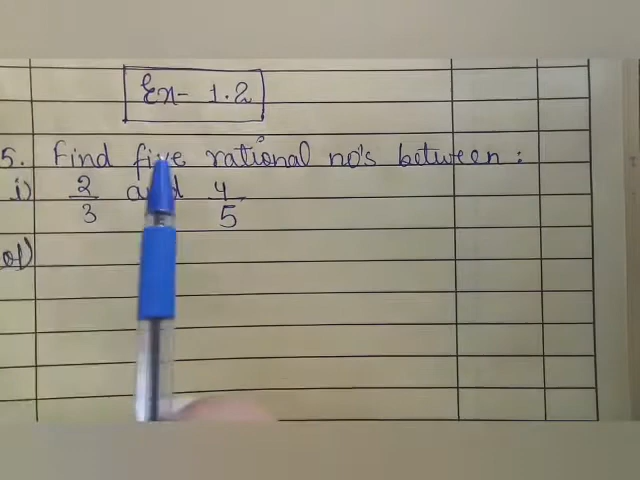 Ex- 1.2
5. Find five rational no's between :
i) 2/3 and 4/5